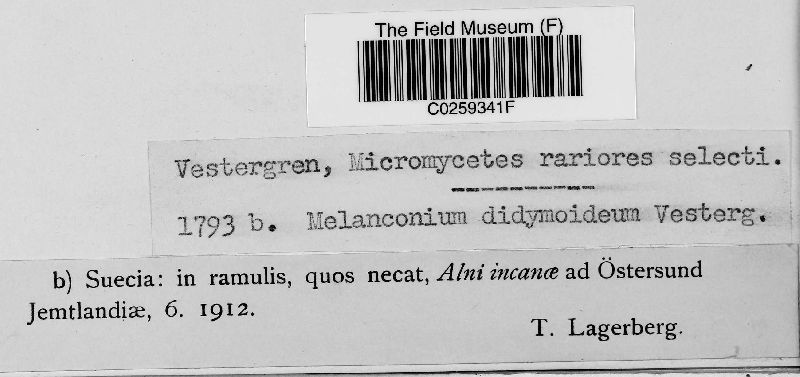 The Field Museum (F)
C0259341F
Vestergren, Micromycetes rariores selecti.
1793 b. Melanconium didymoideum Vesterg.
b) Suecia: in ramulis, quos necat, Alni incanæ ad Östersund
Jemtlandiæ, 6. 1912.
T. Lagerberg.